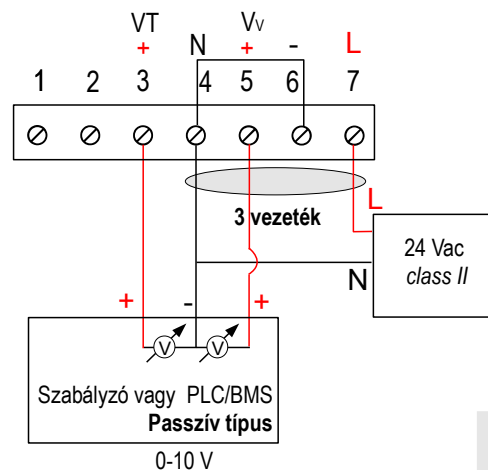 VT N Vv L
+ + -
1 2 3 4 5 6 7
3 vezeték
L
24 Vac
class II
N
+ - +
V V
Szabályzó vagy PLC/BMS
Passzív típus
0-10 V